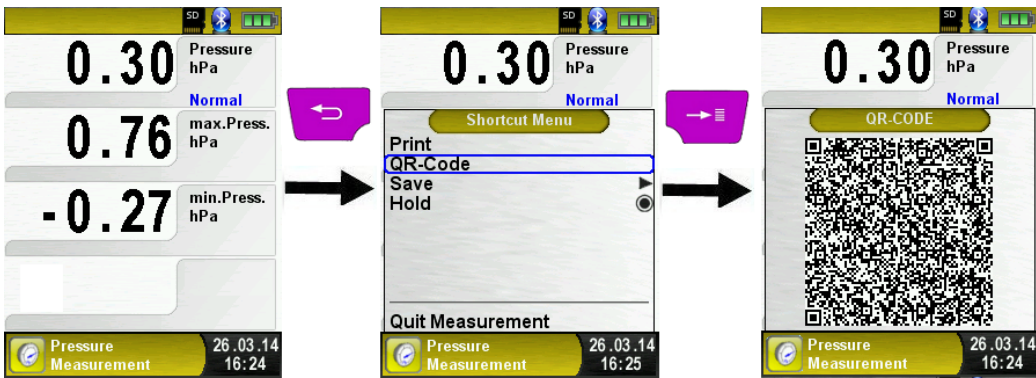 SD
0.30
Pressure
hPa
Normal
0.76
max.Press.
hPa
-0.27
min.Press.
hPa
Pressure
Measurement
26.03.14
16:24
SD
0.30
Pressure
hPa
Normal
Shortcut Menu
Print
QR-Code
Save
Hold
Quit Measurement
Pressure
Measurement
26.03.14
16:25
SD
0.30
Pressure
hPa
Normal
QR-CODE
Pressure
Measurement
26.03.14
16:24